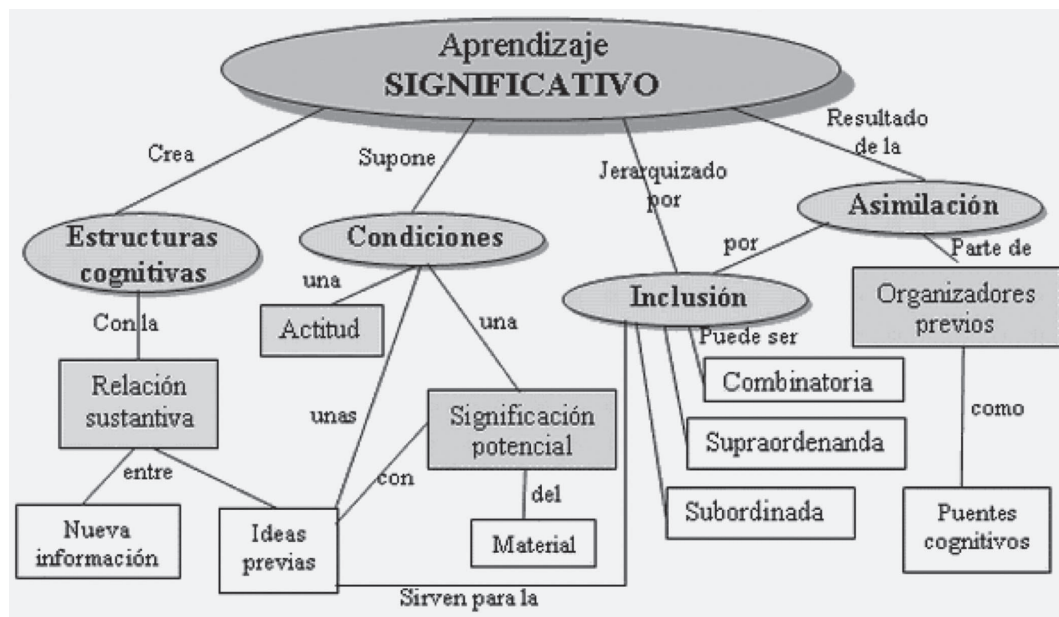 Aprendizaje
SIGNIFICATIVO
Crea
Supone
Jerarquizado
por
Resultado
de la
Estructuras
cognitivas
Condiciones
Asimilación
por
Parte de
Inclusión
Con la
una
Actitud
una
Organizadores
previos
Puede ser
Relación
sustantiva
unas
Significación
potencial
Combinatoria
como
Supraordenanda
entre
con
del
Subordinada
Nueva
información
Ideas
previas
Material
Puentes
cognitivos
Sirven para la